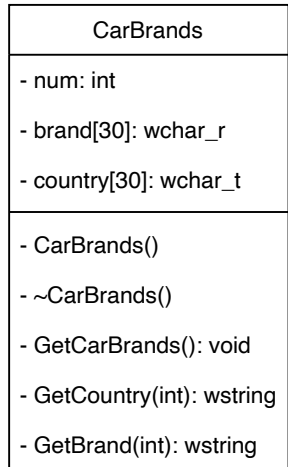 CarBrands
- num: int
- brand[30]: wchar_r
- country[30]: wchar_t
- CarBrands()
- ~CarBrands()
- GetCarBrands(): void
- GetCountry(int): wstring
- GetBrand(int): wstring